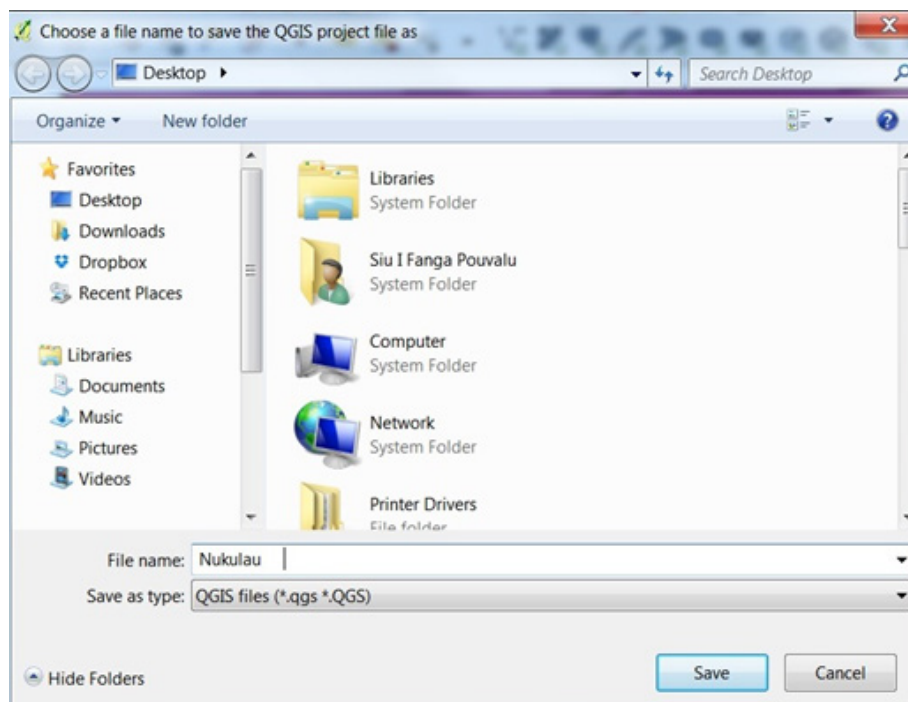 Choose a file name to save the QGIS project file as
Desktop
Search Desktop
Organize
New folder
Favorites
Desktop
Downloads
Dropbox
Recent Places
Libraries
Documents
Music
Pictures
Videos
Libraries
System Folder
Siu I Fanga Pouvalu
System Folder
Computer
System Folder
Network
System Folder
Printer Drivers
File folder
File name: Nukulau
Save as type: QGIS files (*.qgs *.QGS)
Hide Folders
Save
Cancel